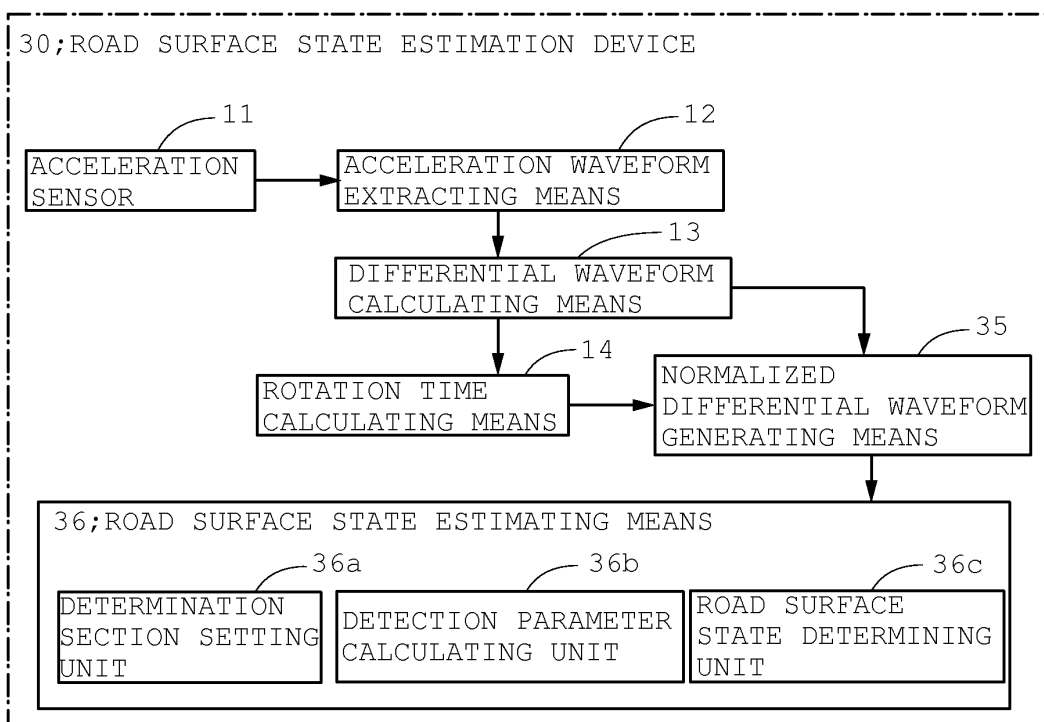 30;ROAD SURFACE STATE ESTIMATION DEVICE
11
12
ACCELERATION
SENSOR
ACCELERATION WAVEFORM
EXTRACTING MEANS
13
DIFFERENTIAL WAVEFORM
CALCULATING MEANS
14
35
ROTATION TIME
CALCULATING MEANS
NORMALIZED
DIFFERENTIAL WAVEFORM
GENERATING MEANS
36;ROAD SURFACE STATE ESTIMATING MEANS
36a
36b
36c
DETERMINATION
SECTION SETTING
UNIT
DETECTION PARAMETER
CALCULATING UNIT
ROAD SURFACE
STATE DETERMINING
UNIT